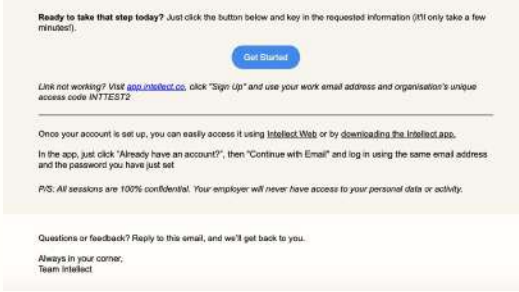 Ready to take that step today? Just click the button below and key in the requested information (it'll only take a few
minutes!).
Get Started
Link not working? Visit app.intellect.co, click "Sign Up" and use your work email address and organisation's unique
access code INTTEST2
Once your account is set up, you can easily access it using Intellect Web or by downloading the Intellect app.
In the app, just click "Already have an account?", then "Continue with Email" and log in using the same email address
and the password you have just set
P/S: All sessions are 100% confidential. Your employer will never have access to your personal data or activity.
Questions or feedback? Reply to this email, and we'll get back to you.
Always in your corner,
Team Intellect